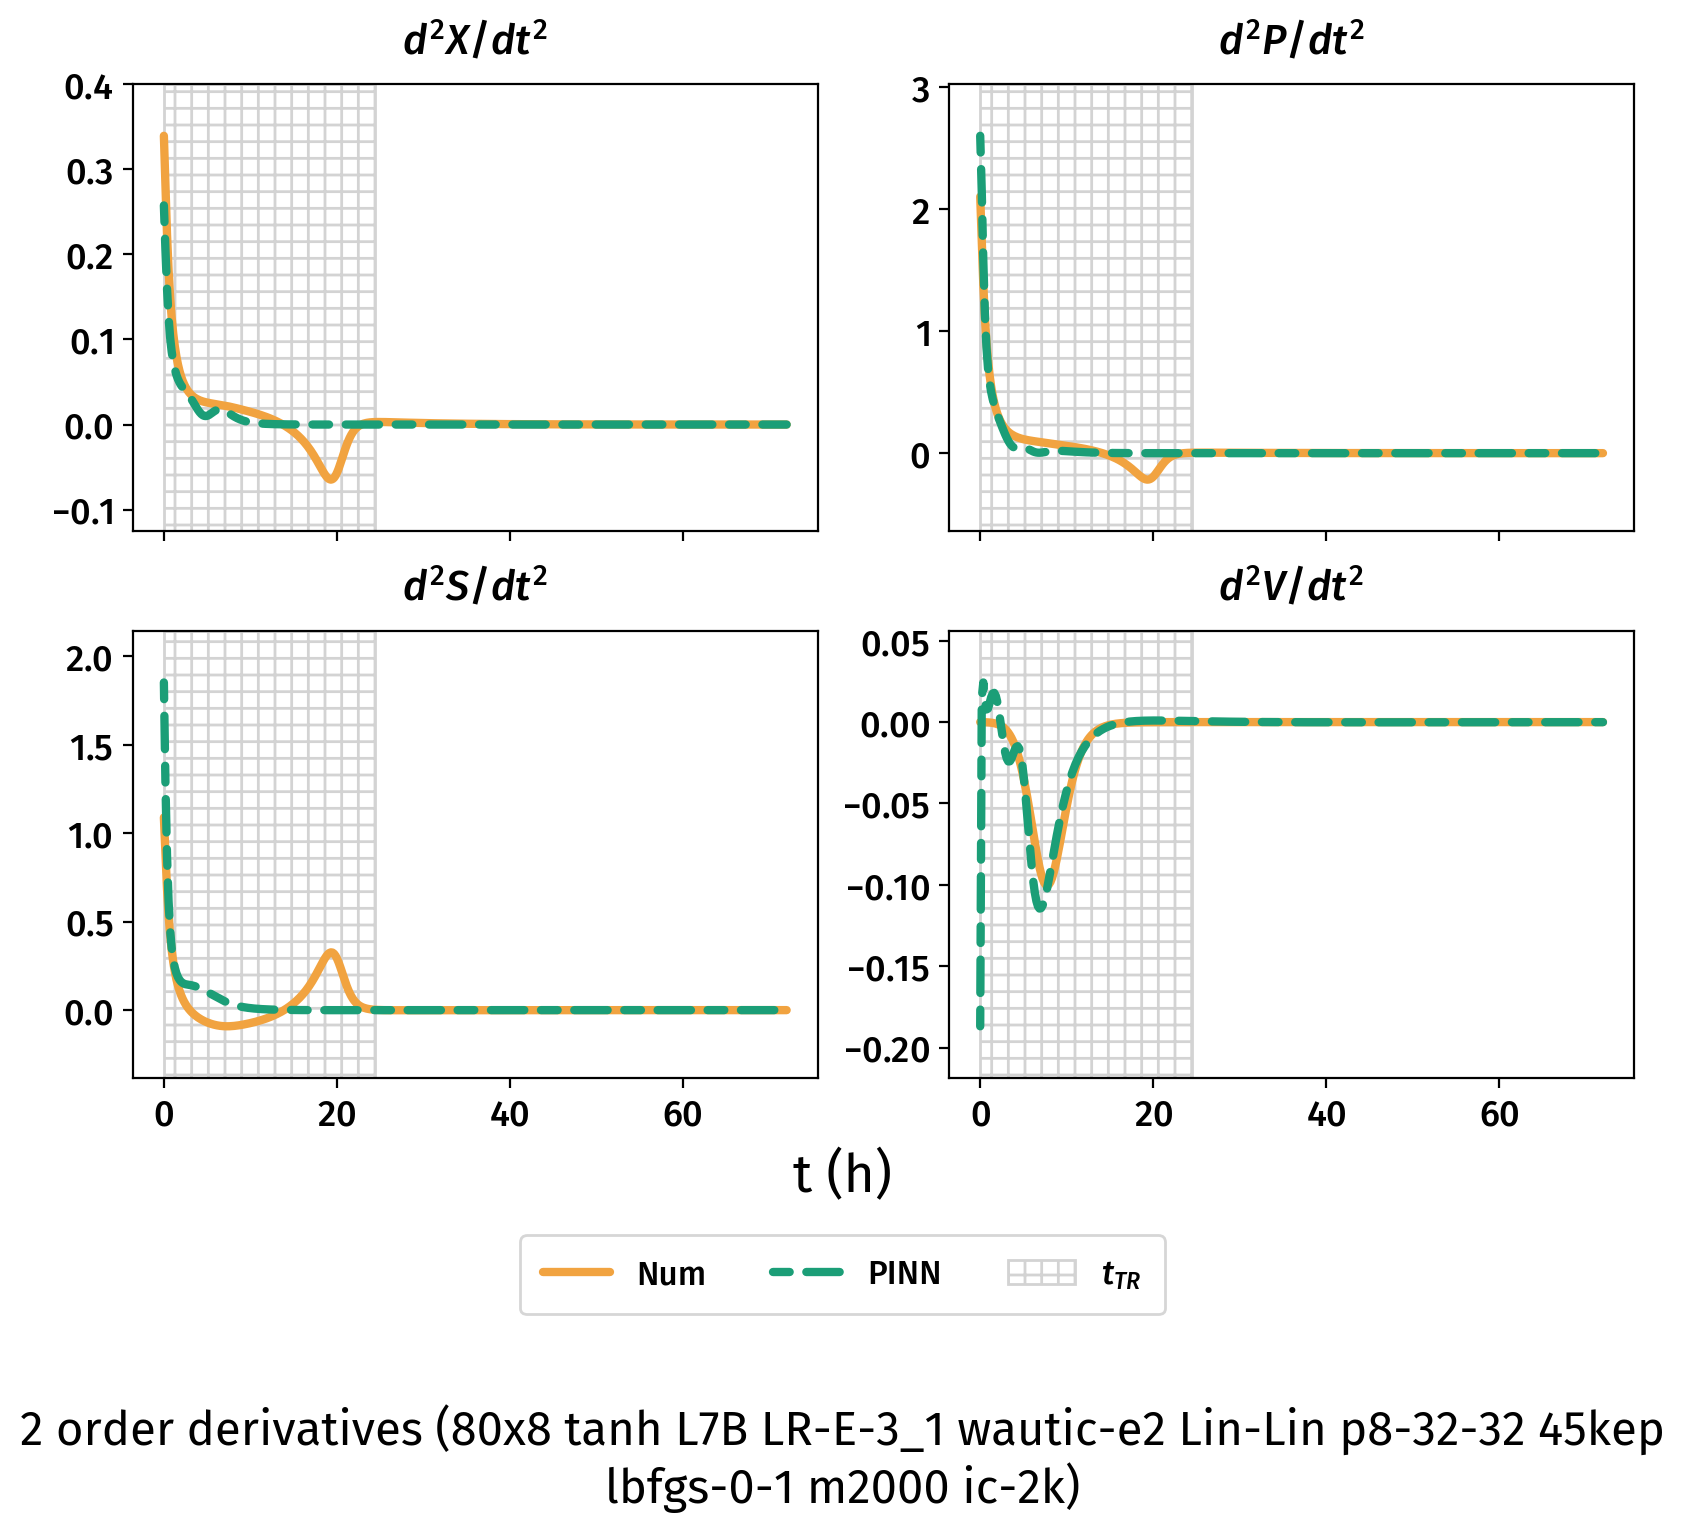 d²X/dt²
d²P/dt²
0.4
0.3
0.2
0.1
0.0
−0.1
3
2
1
0
d²S/dt²
d²V/dt²
2.0
1.5
1.0
0.5
0.0
0.05
0.00
−0.05
−0.10
−0.15
−0.20
0 20 40 60
0 20 40 60
t (h)
Num PINN t_TR
2 order derivatives (80x8 tanh L7B LR-E-3_1 wautic-e2 Lin-Lin p8-32-32 45kep
lbfgs-0-1 m2000 ic-2k)